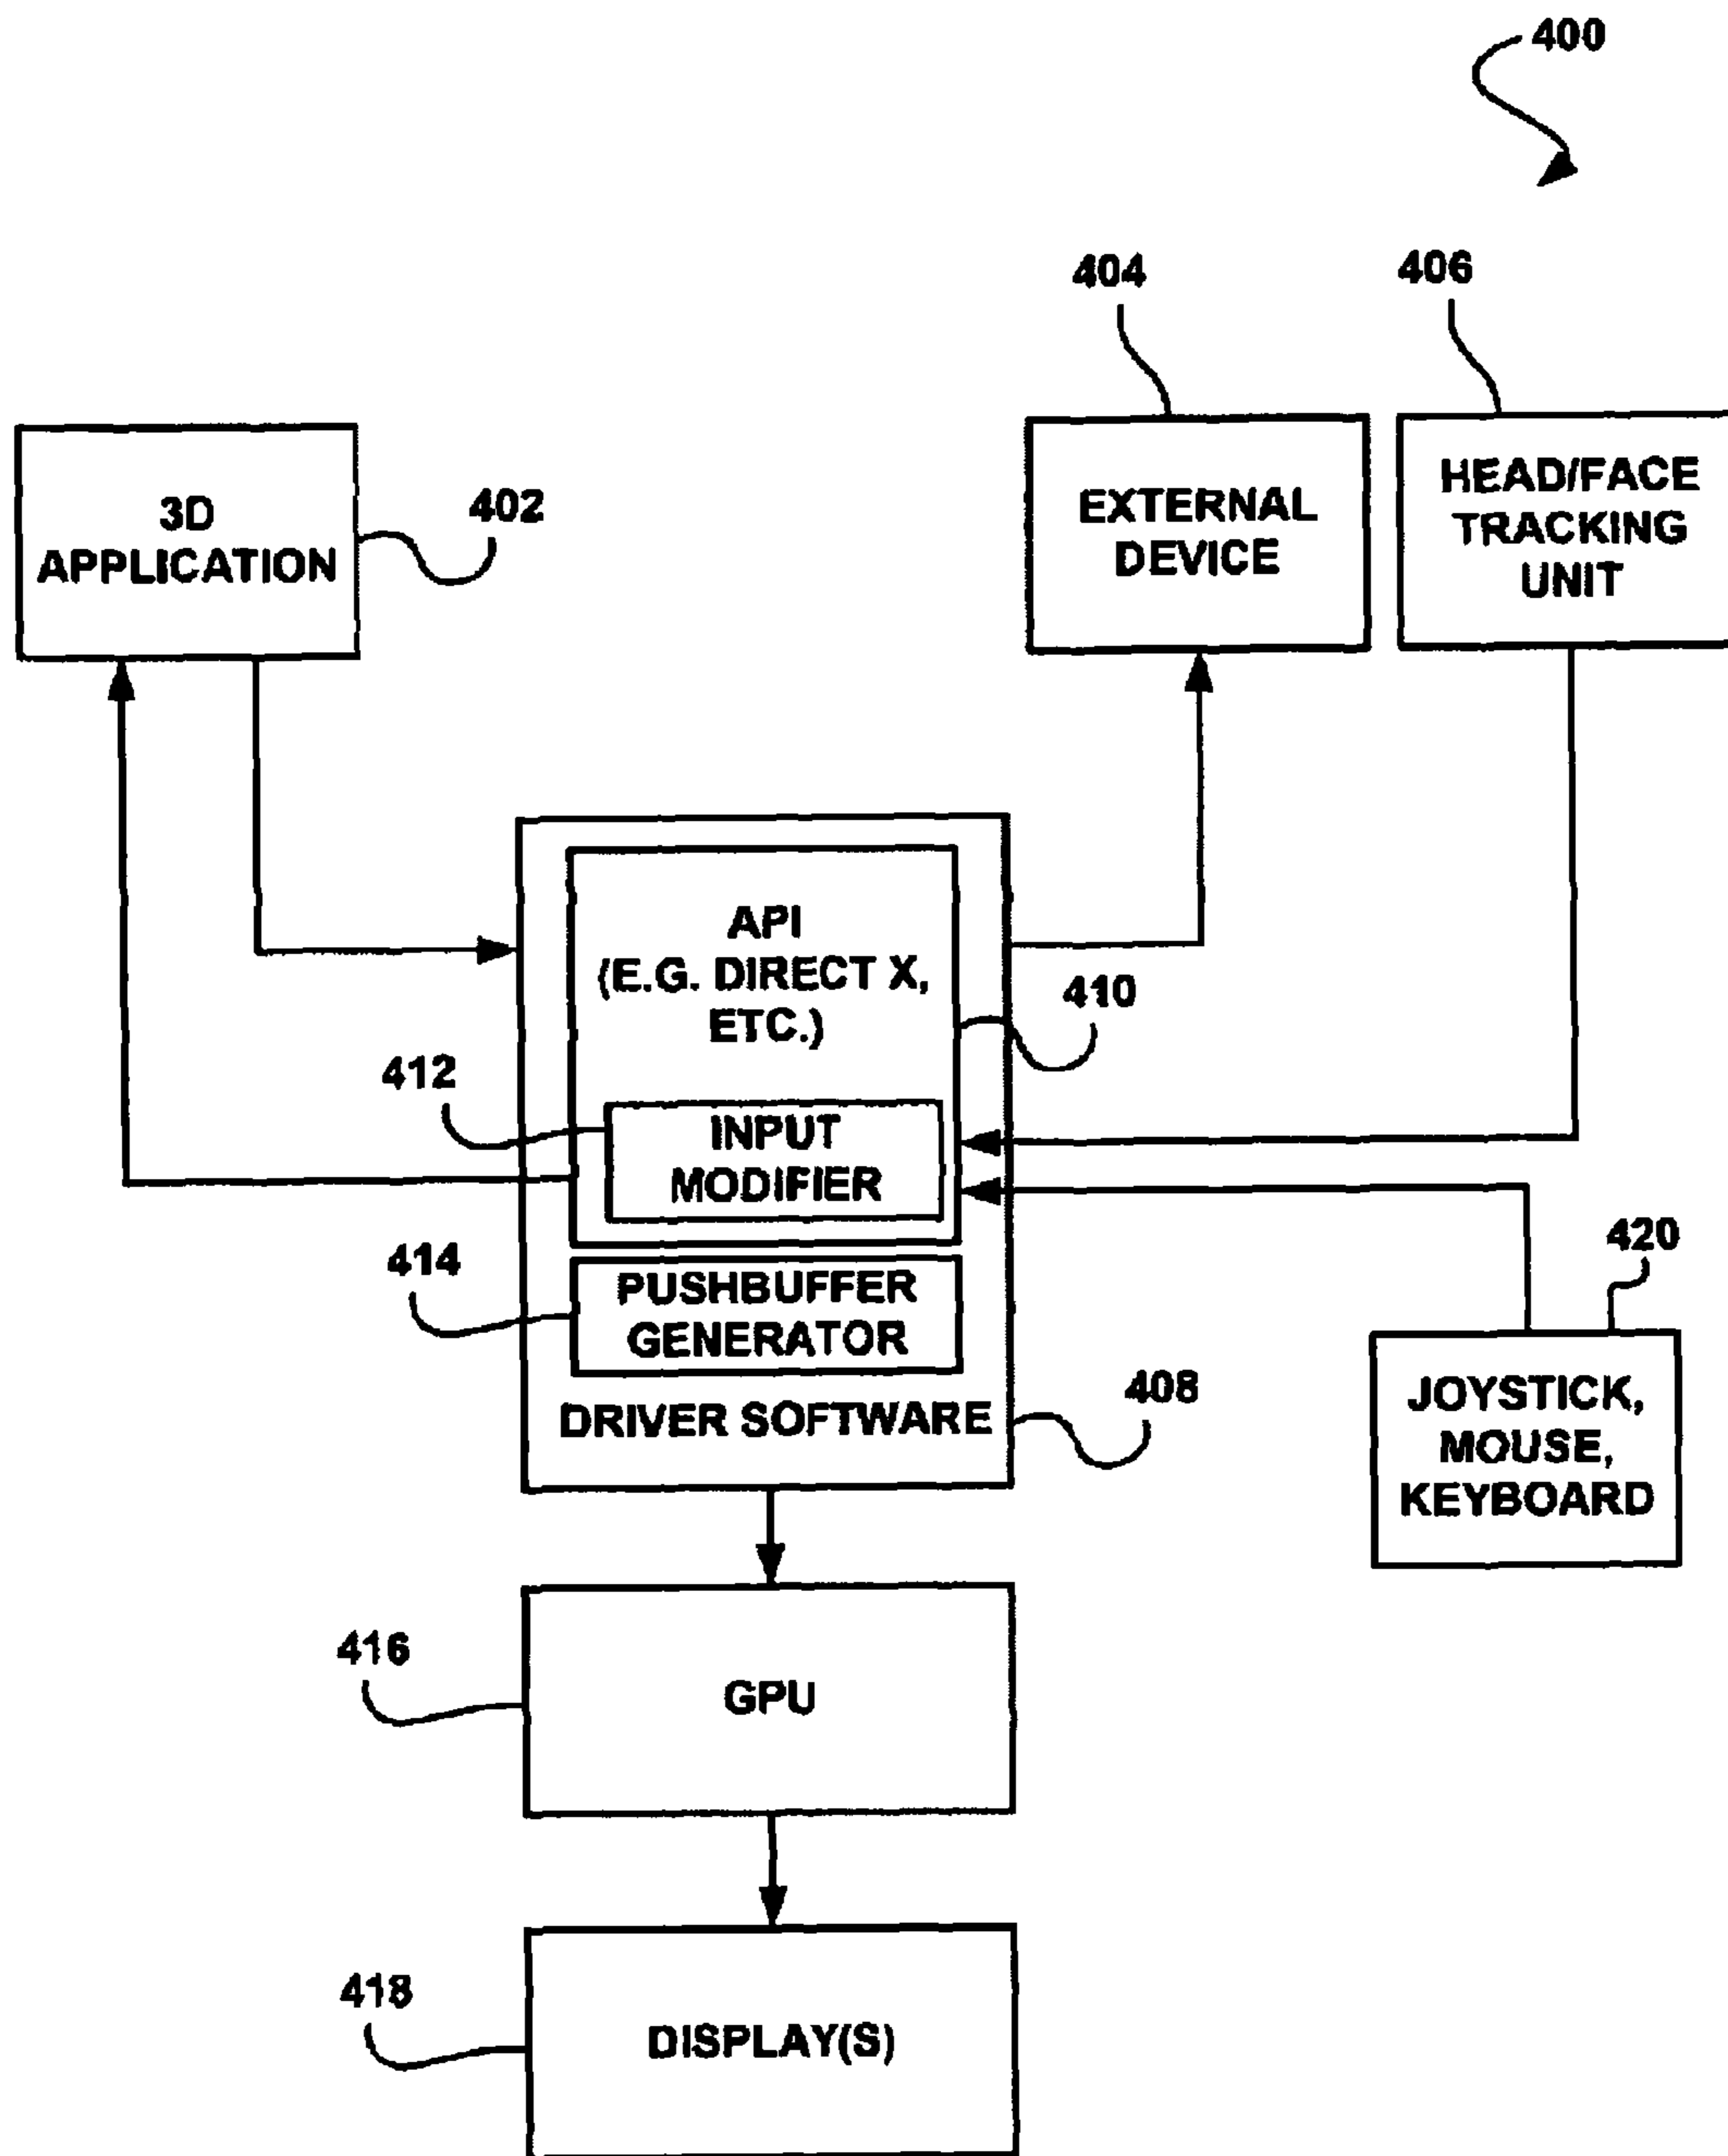 400
404
406
3D
APPLICATION
402
EXTERNAL
DEVICE
HEAD/FACE
TRACKING
UNIT
API
(E.G. DIRECT X,
ETC.)
410
412
INPUT
MODIFIER
414
PUSHBUFFER
GENERATOR
420
DRIVER SOFTWARE
408
JOYSTICK,
MOUSE,
KEYBOARD
416
GPU
418
DISPLAY(S)